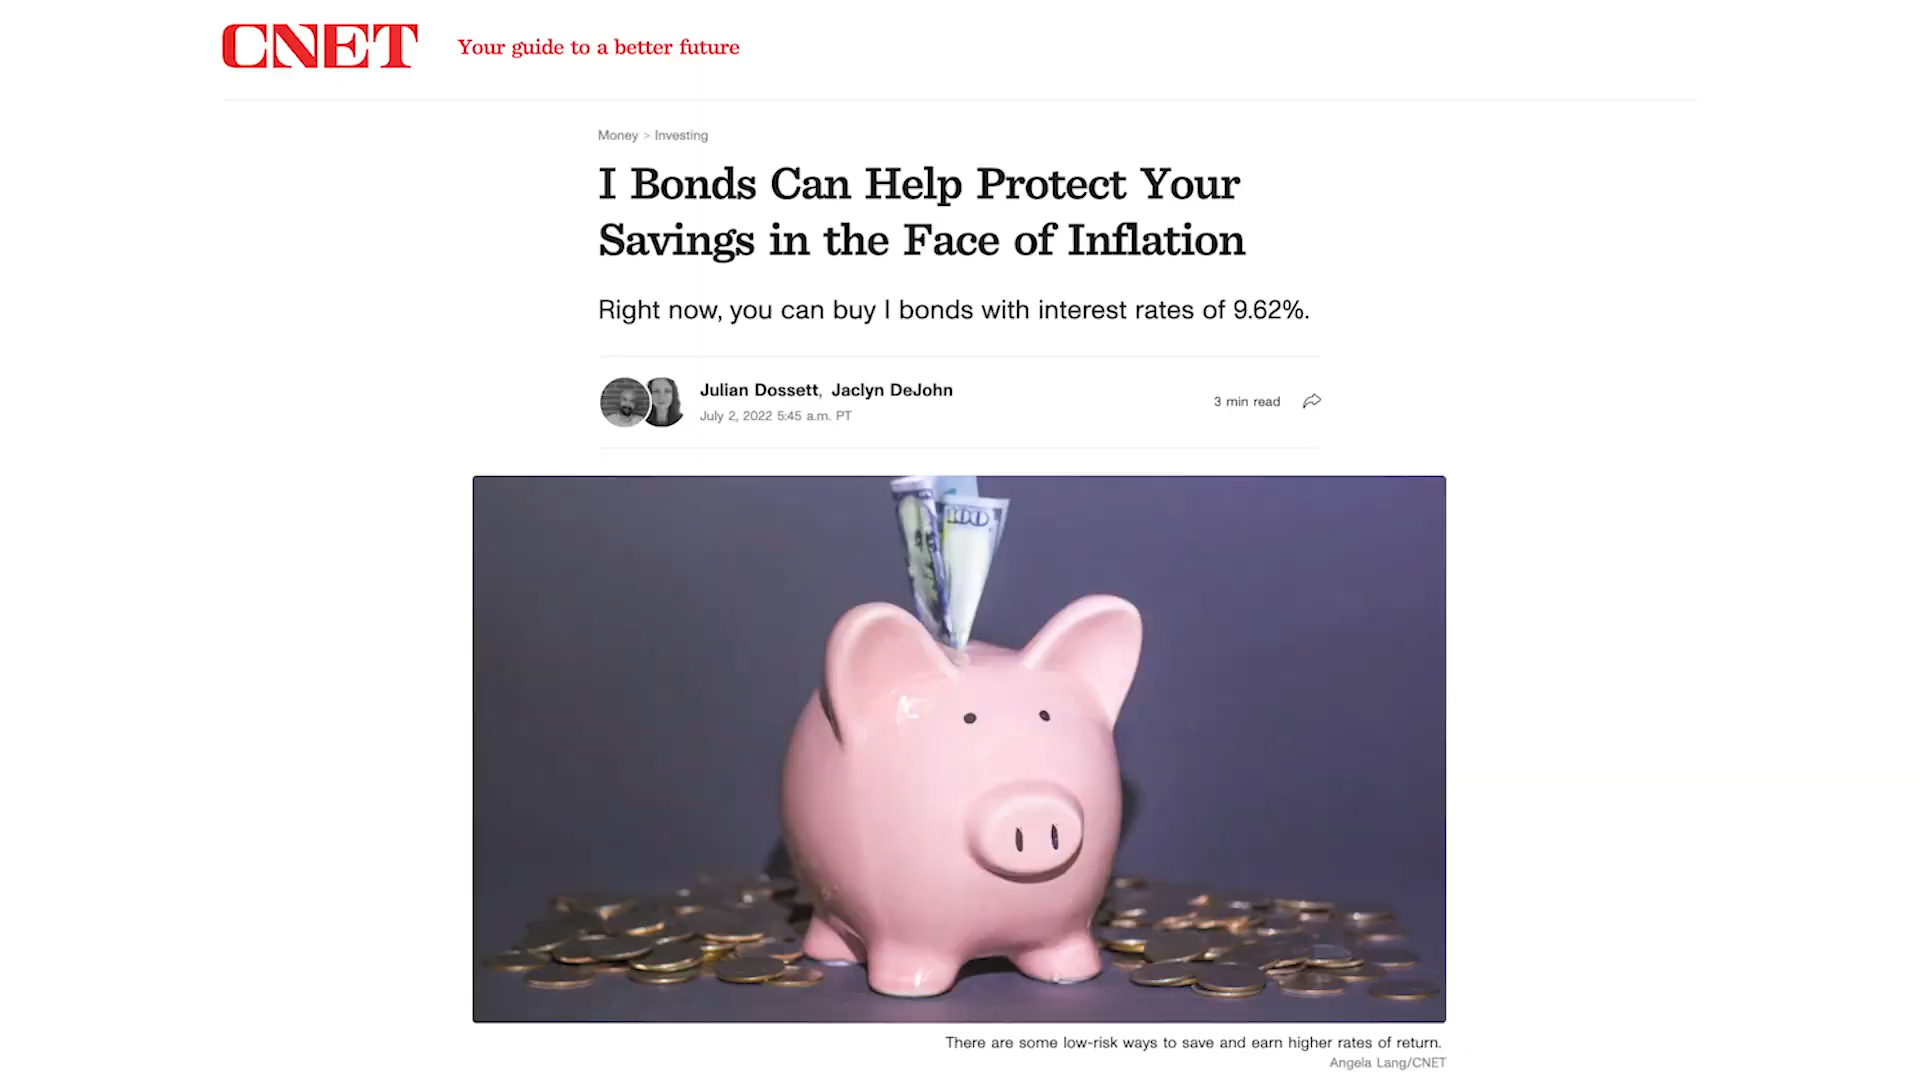 CNET
Your guide to a better future
Money > Investing
I Bonds Can Help Protect Your
Savings in the Face of Inflation
Right now, you can buy I bonds with interest rates of 9.62%.
Julian Dossett, Jaclyn DeJohn
July 2, 2022 5:45 a.m. PT
3 min read
100
There are some low-risk ways to save and earn higher rates of return.
Angela Lang/CNET